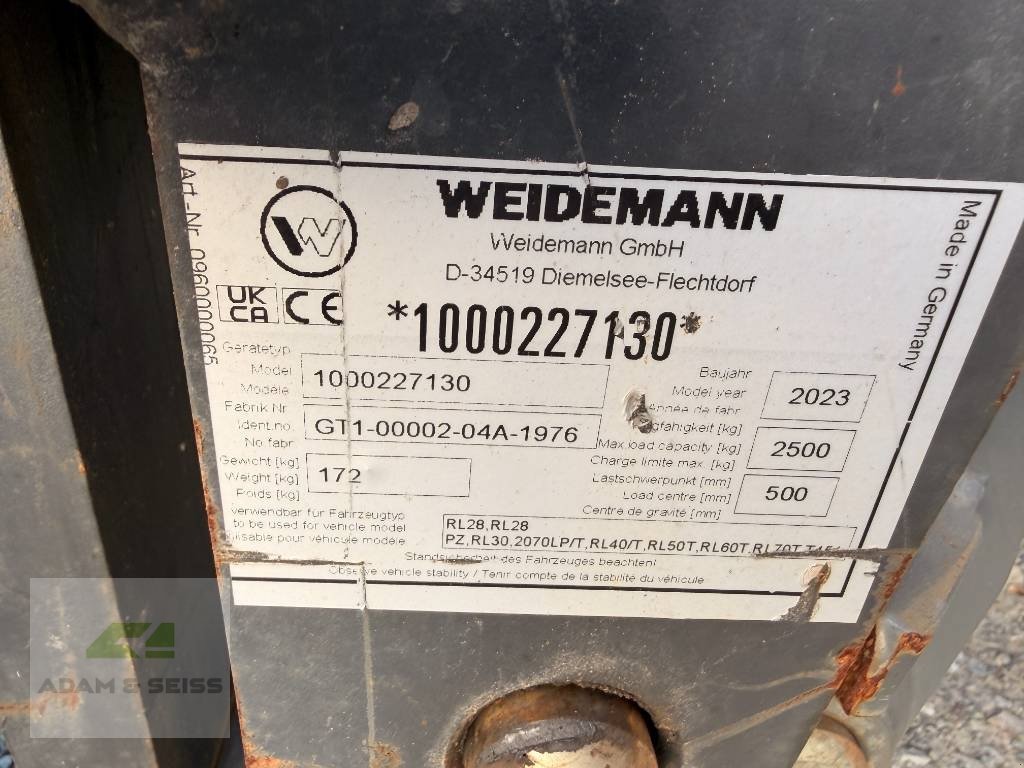 WEIDEMANN
Weidemann GmbH
D-34519 Diemelsee-Flechtdorf
*1000227130*
Made in Germany
Art.-Nr. 0960000065
W
UK
CA
CE
Gerätetyp
Model
Modèle
1000227130
Fabrik Nr
Ident.no.
No fabr
GT1-00002-04A-1976
Gewicht [kg]
Weight [kg]
Poids [kg]
172
Baujahr
Model year
Année de fabr
2023
gfähigkeit [kg]
Max.load capacity [kg]
Charge limite max. [kg]
2500
Lastschwerpunkt [mm]
Load centre [mm]
Centre de gravité [mm]
500
verwendbar für Fahrzeugtyp
to be used for vehicle model
utilisable pour véhicule modèle
RL28,RL28
PZ,RL30,2070LP/T,RL40/T,RL50T,RL60T,RL70T,
Standsicherheit des Fahrzeuges beachten!
Observe vehicle stability / Tenir compte de la stabilité du véhicule
ADAM & SEISS